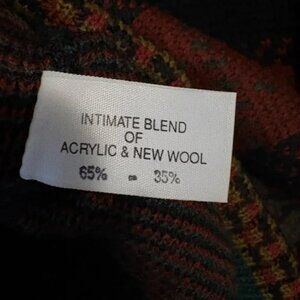 INTIMATE BLEND
OF
ACRYLIC & NEW WOOL
65% - 35%